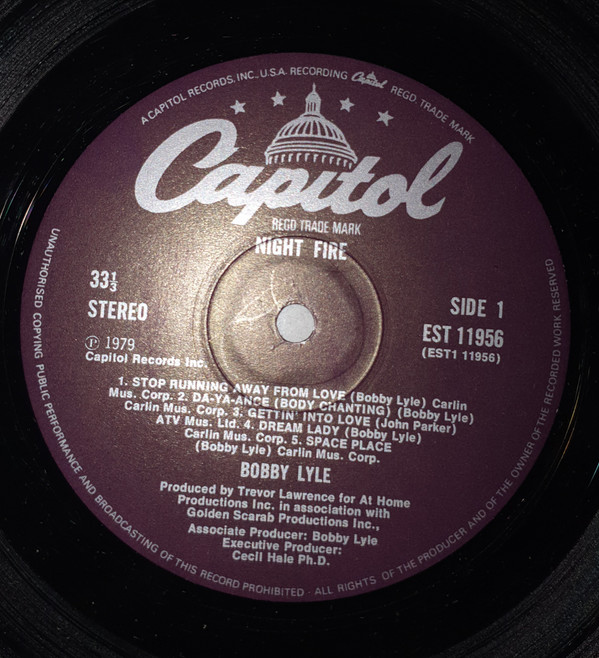 A CAPITOL RECORDS, INC., U.S.A. RECORDING Capitol REGD. TRADE MARK
Capitol
REGD TRADE MARK
NIGHT FIRE
33⅓
STEREO
SIDE 1
EST 11956
(EST1 11956)
℗ 1979
Capitol Records Inc.
1. STOP RUNNING AWAY FROM LOVE (Bobby Lyle) Carlin
Mus. Corp. 2. DA-YA-ANCE (BODY CHANTING) (Bobby Lyle)
Carlin Mus. Corp. 3. GETTIN' INTO LOVE (John Parker)
ATV Mus. Ltd. 4. DREAM LADY (Bobby Lyle)
Carlin Mus. Corp. 5. SPACE PLACE
(Bobby Lyle) Carlin Mus. Corp.
BOBBY LYLE
Produced by Trevor Lawrence for At Home
Productions Inc. in association with
Golden Scarab Productions Inc.,
Associate Producer: Bobby Lyle
Executive Producer:
Cecil Hale Ph.D.
UNAUTHORISED COPYING PUBLIC PERFORMANCE AND BROADCASTING OF THIS RECORD PROHIBITED - ALL RIGHTS OF THE PRODUCER AND OF THE OWNER OF THE RECORDED WORK RESERVED